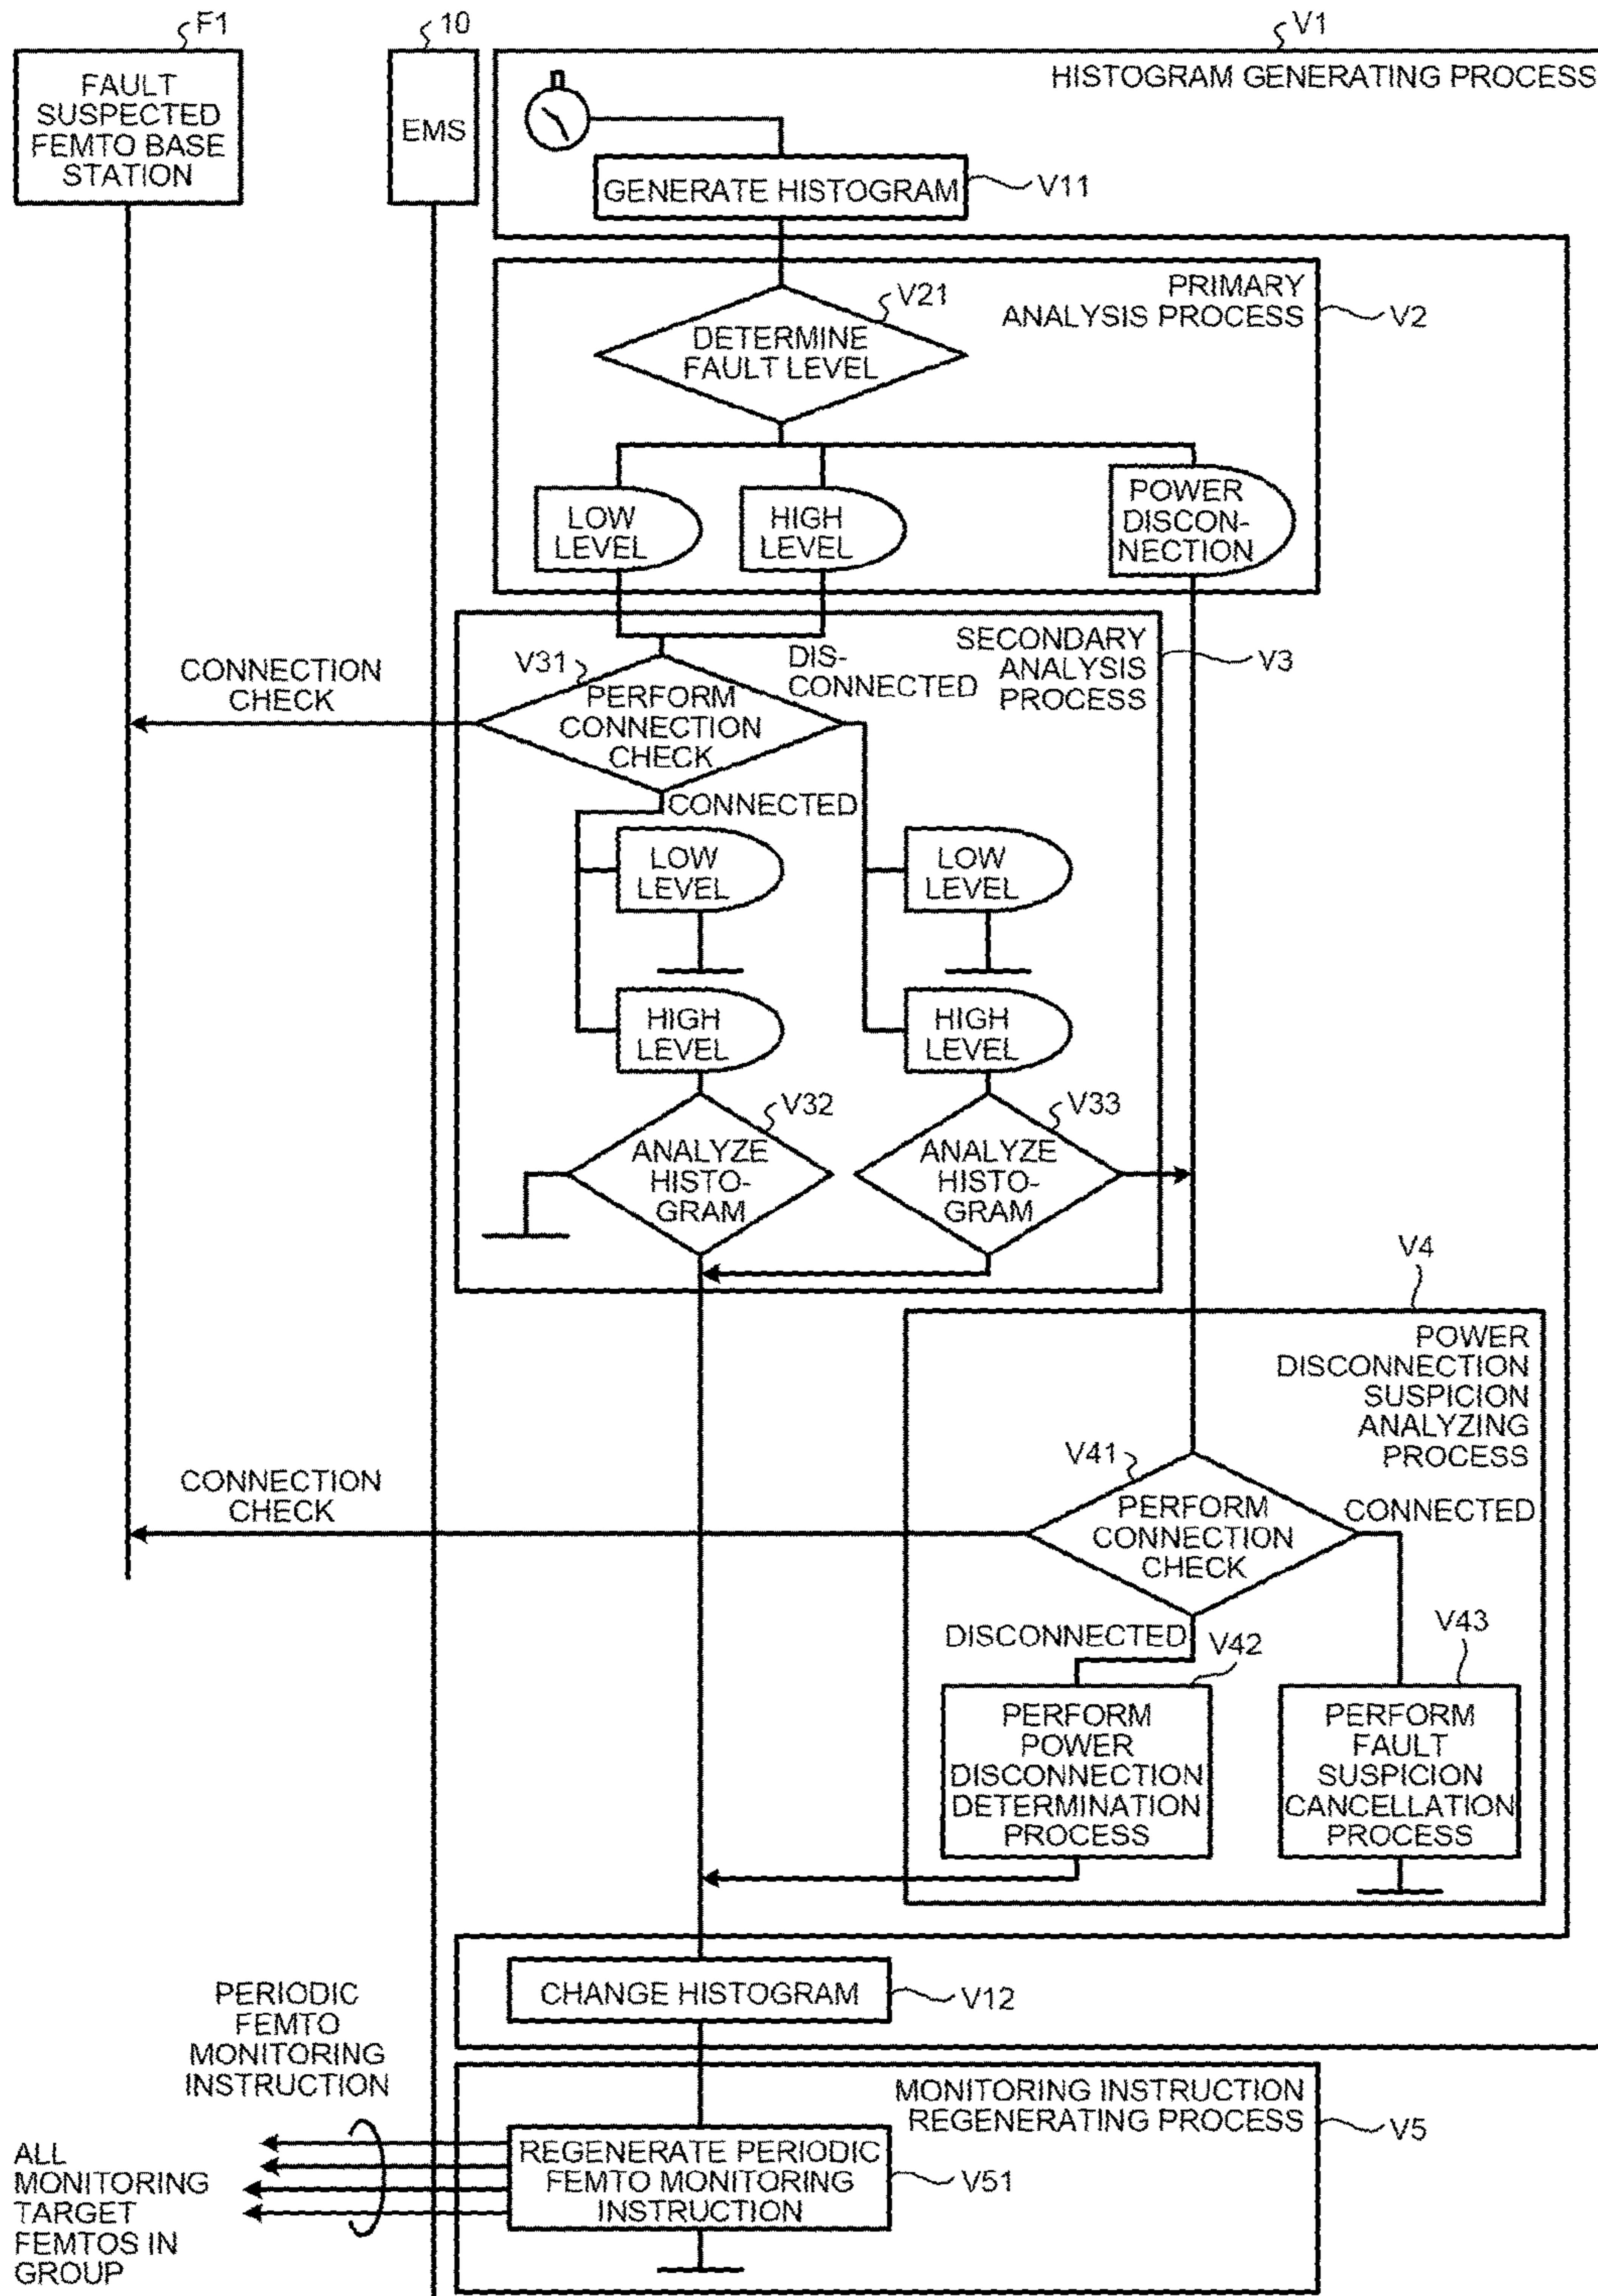 F1
10
V1
FAULT
SUSPECTED
FEMTO BASE
STATION
EMS
HISTOGRAM GENERATING PROCESS
GENERATE HISTOGRAM
V11
PRIMARY
ANALYSIS PROCESS
V2
V21
DETERMINE
FAULT LEVEL
LOW
LEVEL
HIGH
LEVEL
POWER
DISCON-
NECTION
SECONDARY
ANALYSIS
PROCESS
V3
CONNECTION
CHECK
V31
PERFORM
CONNECTION
CHECK
DIS-
CONNECTED
CONNECTED
LOW
LEVEL
LOW
LEVEL
HIGH
LEVEL
HIGH
LEVEL
V32
ANALYZE
HISTO-
GRAM
V33
ANALYZE
HISTO-
GRAM
V4
POWER
DISCONNECTION
SUSPICION
ANALYZING
PROCESS
CONNECTION
CHECK
V41
PERFORM
CONNECTION
CHECK
CONNECTED
DISCONNECTED
V42
V43
PERFORM
POWER
DISCONNECTION
DETERMINATION
PROCESS
PERFORM
FAULT
SUSPICION
CANCELLATION
PROCESS
CHANGE HISTOGRAM
V12
PERIODIC
FEMTO
MONITORING
INSTRUCTION
MONITORING INSTRUCTION
REGENERATING PROCESS
V5
ALL
MONITORING
TARGET
FEMTOS IN
GROUP
REGENERATE PERIODIC
FEMTO MONITORING
INSTRUCTION
V51